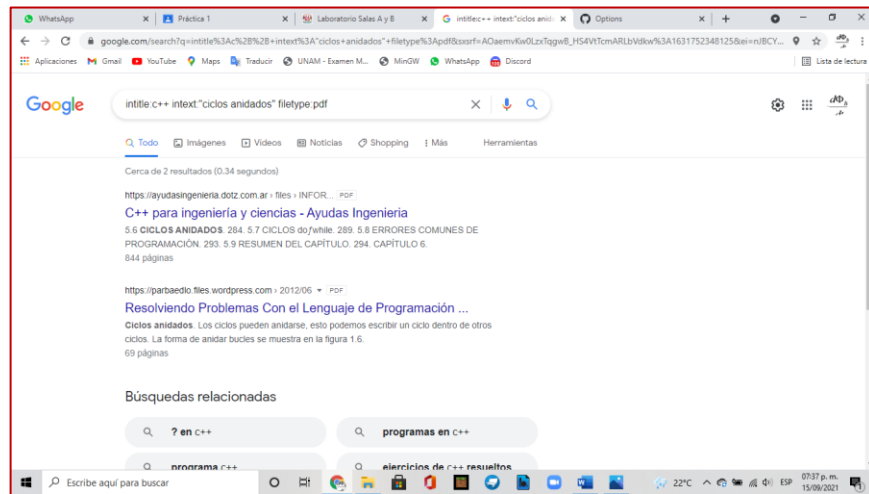 WhatsApp
Práctica 1
Laboratorio Salas A y B
intitle:c++ intext:"ciclos anida
Options
google.com/search?q=intitle%3Ac%2B%2B+intext%3A"ciclos+anidados"+filetype%3Apdf&sxsrf=
Aplicaciones
Gmail
YouTube
Maps
Traducir
UNAM - Examen M...
MinGW
WhatsApp
Discord
Lista de lectura
Google
intitle:c++ intext:"ciclos anidados" filetype:pdf
Todo
Imágenes
Videos
Noticias
Shopping
Más
Herramientas
Cerca de 2 resultados (0.34 segundos)
https://ayudasingenieria.dotz.com.ar › files › INFOR... PDF
C++ para ingeniería y ciencias - Ayudas Ingenieria
5.6 CICLOS ANIDADOS. 284. 5.7 CICLOS do ƒwhile. 289. 5.8 ERRORES COMUNES DE
PROGRAMACIÓN. 293. 5.9 RESUMEN DEL CAPÍTULO. 294. CAPÍTULO 6.
844 páginas
https://parbaedlo.files.wordpress.com › 2012/06 PDF
Resolviendo Problemas Con el Lenguaje de Programación ...
Ciclos anidados. Los ciclos pueden anidarse, esto podemos escribir un ciclo dentro de otros
ciclos. La forma de anidar bucles se muestra en la figura 1.6.
69 páginas
Búsquedas relacionadas
? en c++
programas en c++
programa c++
ejercicios de c++ resueltos
Escribe aquí para buscar
22°C
ESP
07:37 p. m.
15/09/2021